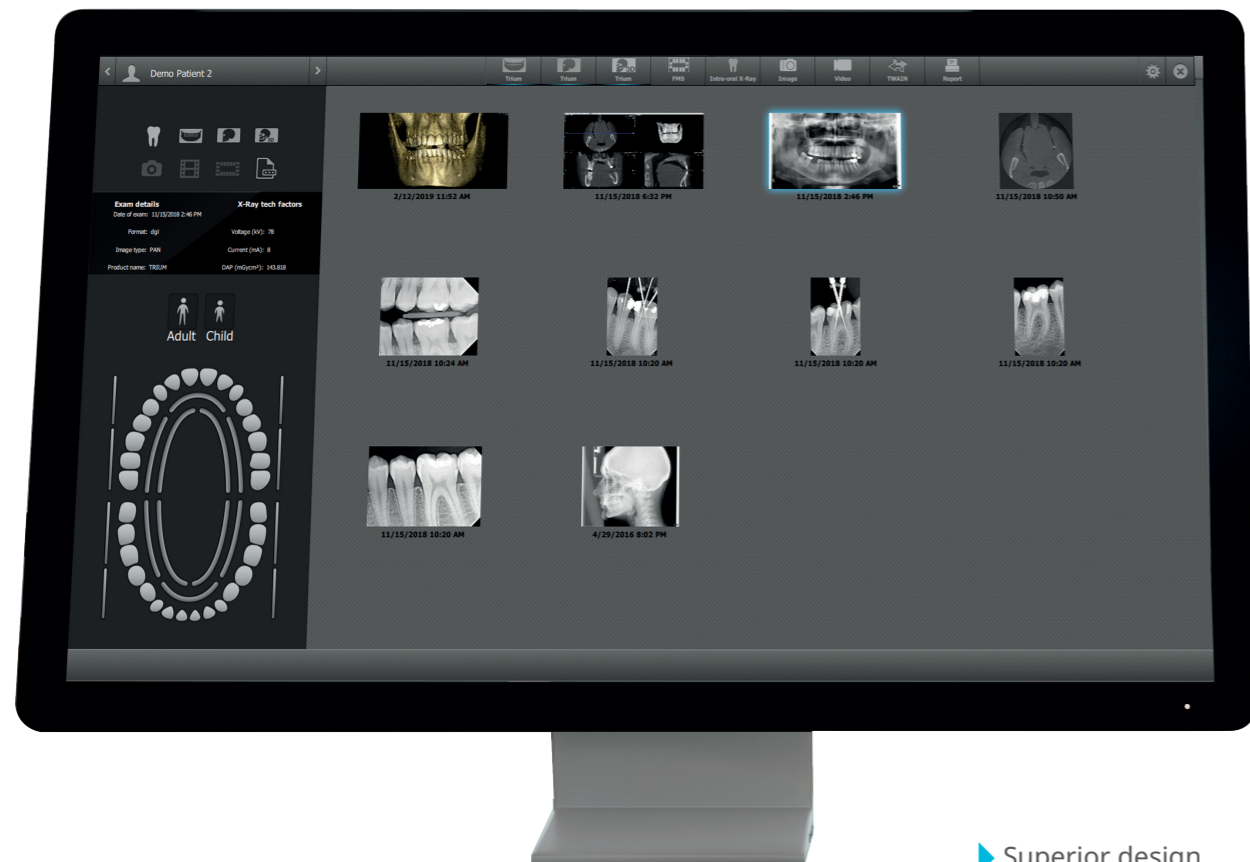 Demo Patient 2
Trium
Trium
Trium
FMS
Intra-oral X-Ray
Image
Video
TWAIN
Report
3D
Exam details
X-Ray tech factors
Date of exam: 11/15/2018 2:46 PM
Format: dgi
Voltage (kV): 78
Image type: PAN
Current (mA): 8
Product name: TRIUM
DAP (mGycm²): 143.818
Adult Child
2/12/2019 11:52 AM
11/15/2018 6:32 PM
11/15/2018 2:46 PM
11/15/2018 10:50 AM
11/15/2018 10:24 AM
11/15/2018 10:20 AM
11/15/2018 10:20 AM
11/15/2018 10:20 AM
11/15/2018 10:20 AM
4/29/2016 8:02 PM
Superior design